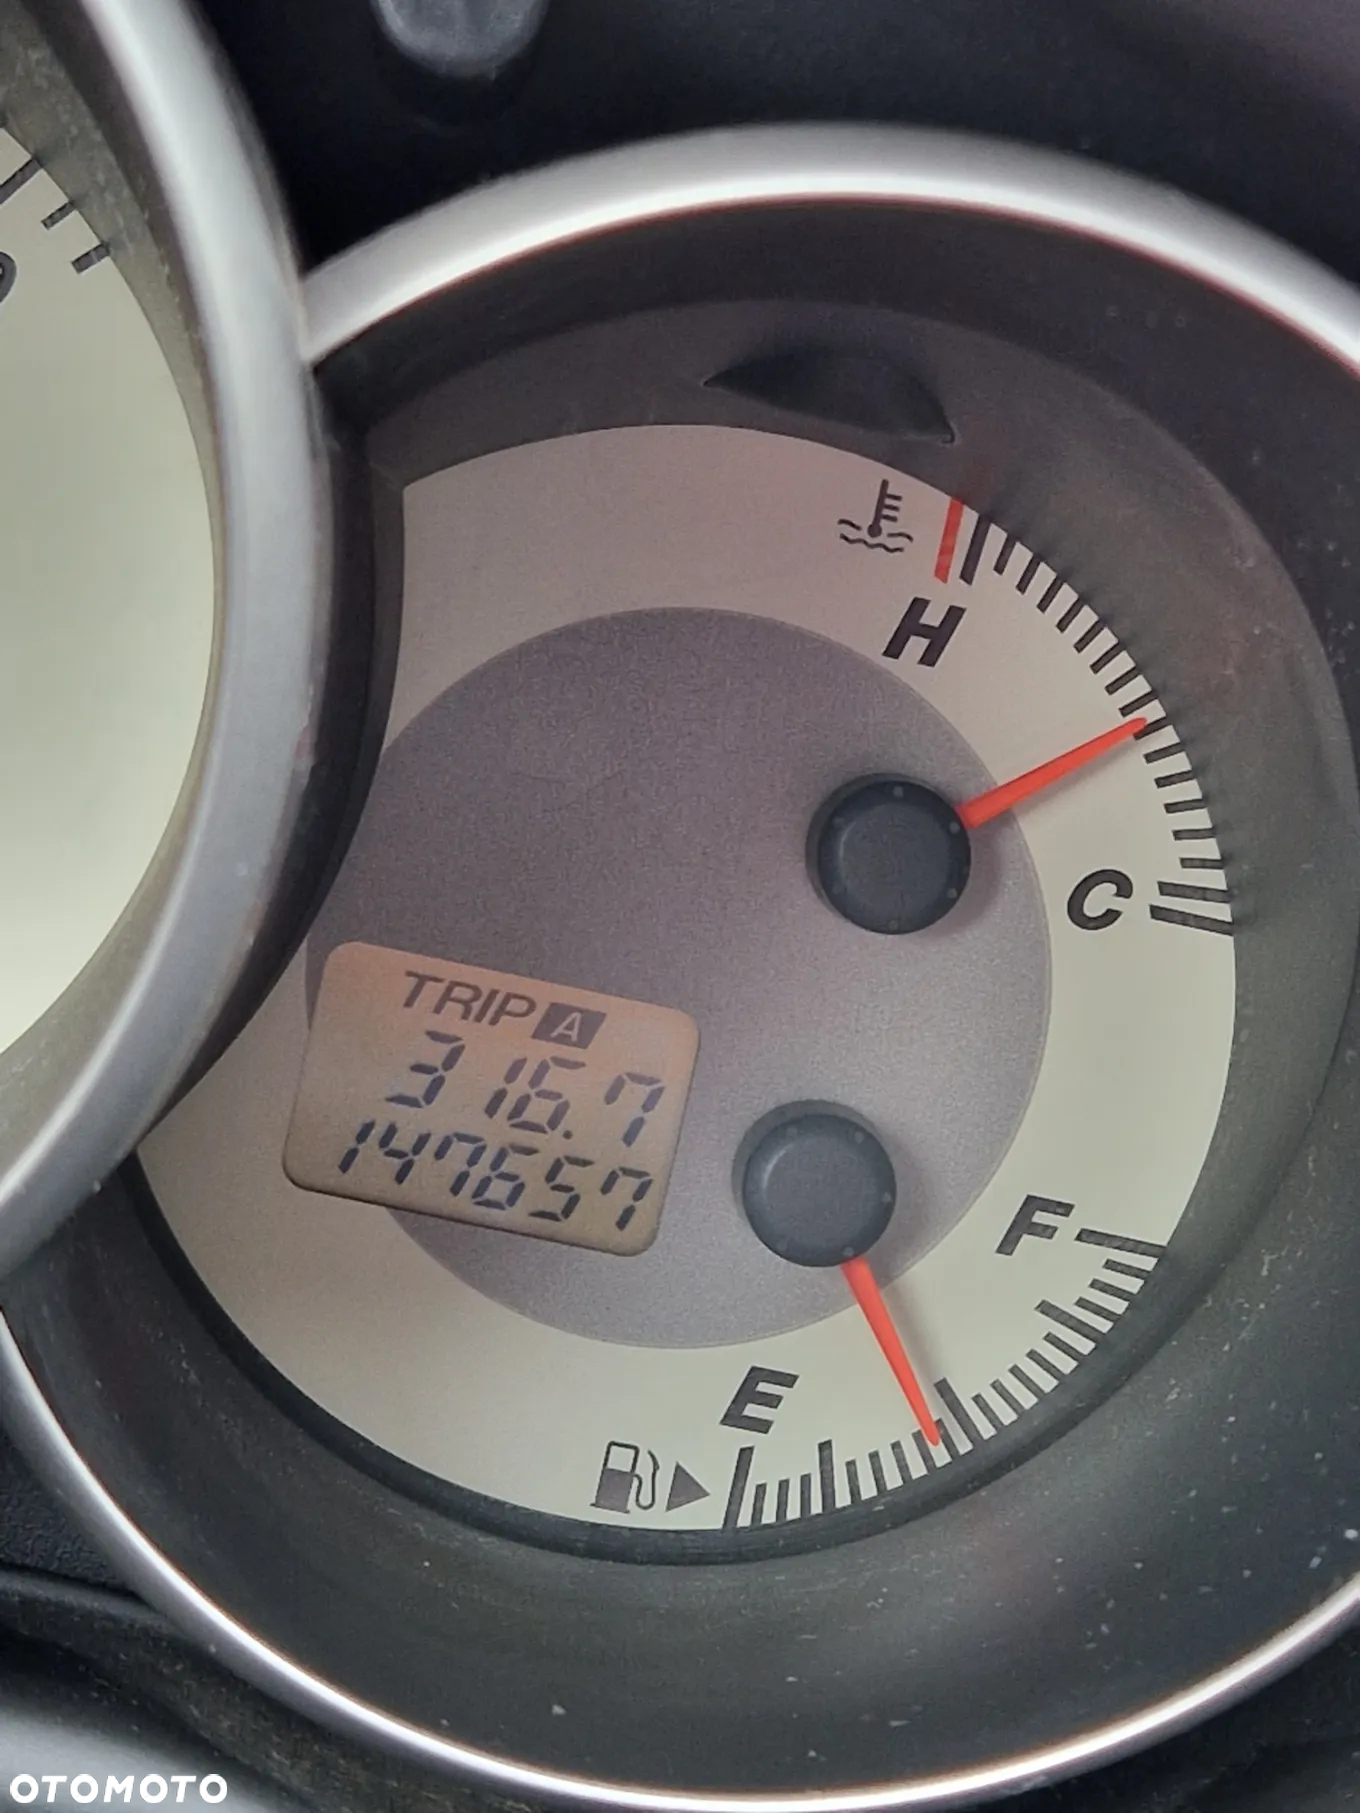 H
C
TRIP A
316.7
147657
F
E
OTOMOTO